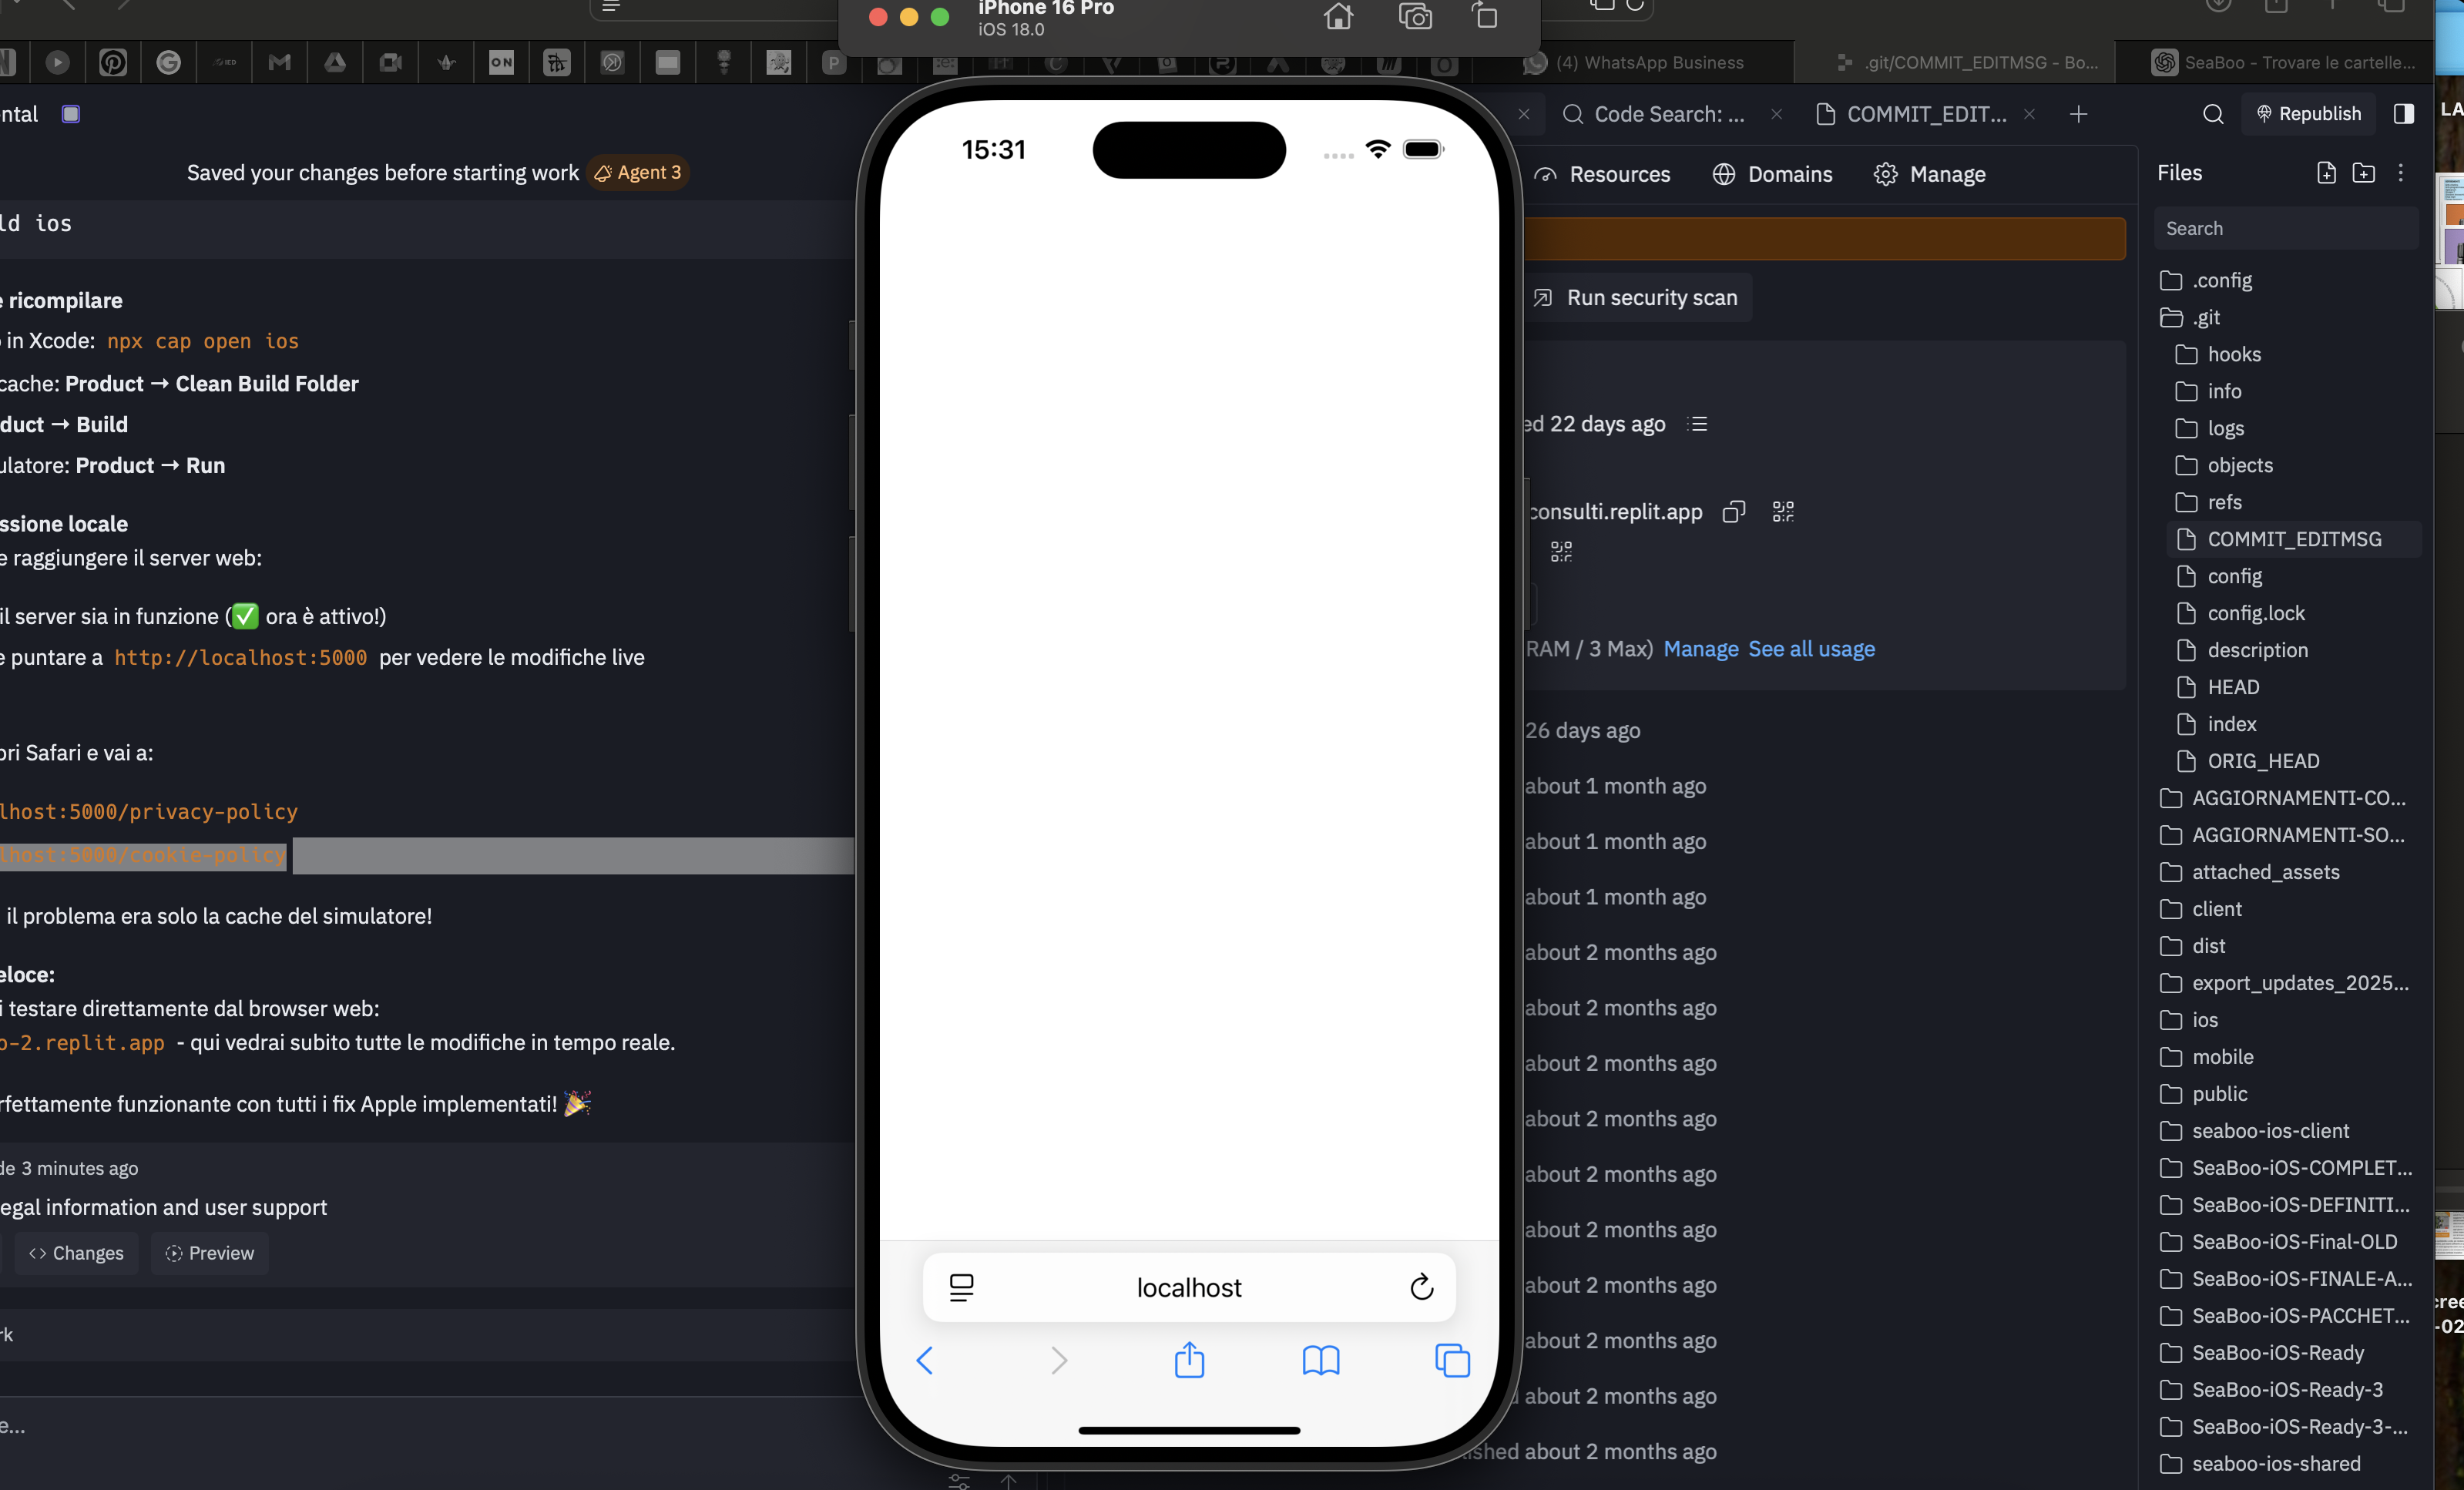 iPhone 16 Pro
iOS 18.0
(4) WhatsApp Business
.git/COMMIT_EDITMSG - Bo...
SeaBoo - Trovare le cartelle...
ON
P
ntal
Saved your changes before starting work
Agent 3
ld ios
e ricompilare
o in Xcode: npx cap open ios
cache: Product → Clean Build Folder
duct → Build
ulatore: Product → Run
ssione locale
e raggiungere il server web:
il server sia in funzione (✅ ora è attivo!)
e puntare a http://localhost:5000 per vedere le modifiche live
ri Safari e vai a:
lhost:5000/privacy-policy
lhost:5000/cookie-policy
il problema era solo la cache del simulatore!
eloce:
i testare direttamente dal browser web:
o-2.replit.app - qui vedrai subito tutte le modifiche in tempo reale.
rfettamente funzionante con tutti i fix Apple implementati! 🎉
de 3 minutes ago
egal information and user support
Changes
Preview
rk
e...
15:31
localhost
Code Search: ...
COMMIT_EDIT...
Republish
Resources
Domains
Manage
Run security scan
ed 22 days ago
consulti.replit.app
RAM / 3 Max) Manage See all usage
26 days ago
about 1 month ago
about 1 month ago
about 1 month ago
about 2 months ago
about 2 months ago
about 2 months ago
about 2 months ago
about 2 months ago
about 2 months ago
about 2 months ago
about 2 months ago
d about 2 months ago
ished about 2 months ago
Files
Search
.config
.git
hooks
info
logs
objects
refs
COMMIT_EDITMSG
config
config.lock
description
HEAD
index
ORIG_HEAD
AGGIORNAMENTI-CO...
AGGIORNAMENTI-SO...
attached_assets
client
dist
export_updates_2025...
ios
mobile
public
seaboo-ios-client
SeaBoo-iOS-COMPLET...
SeaBoo-iOS-DEFINITI...
SeaBoo-iOS-Final-OLD
SeaBoo-iOS-FINALE-A...
SeaBoo-iOS-PACCHET...
SeaBoo-iOS-Ready
SeaBoo-iOS-Ready-3
SeaBoo-iOS-Ready-3-...
seaboo-ios-shared
LA
cree
-02